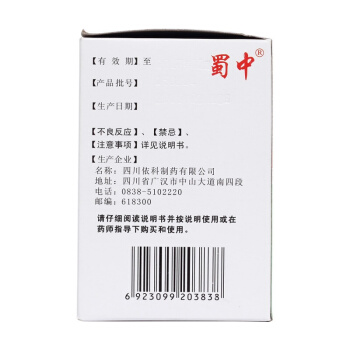 【有 效 期】至
蜀中®
【产品批号】
【生产日期】
【不良反应】、【禁忌】、
【注意事项】详见说明书。
【生产企业】
名称：四川依科制药有限公司
地址：四川省广汉市中山大道南四段
电话：0838-5102220
邮编：618300
请仔细阅读说明书并按说明使用或在
药师指导下购买和使用。
6 923099 203838